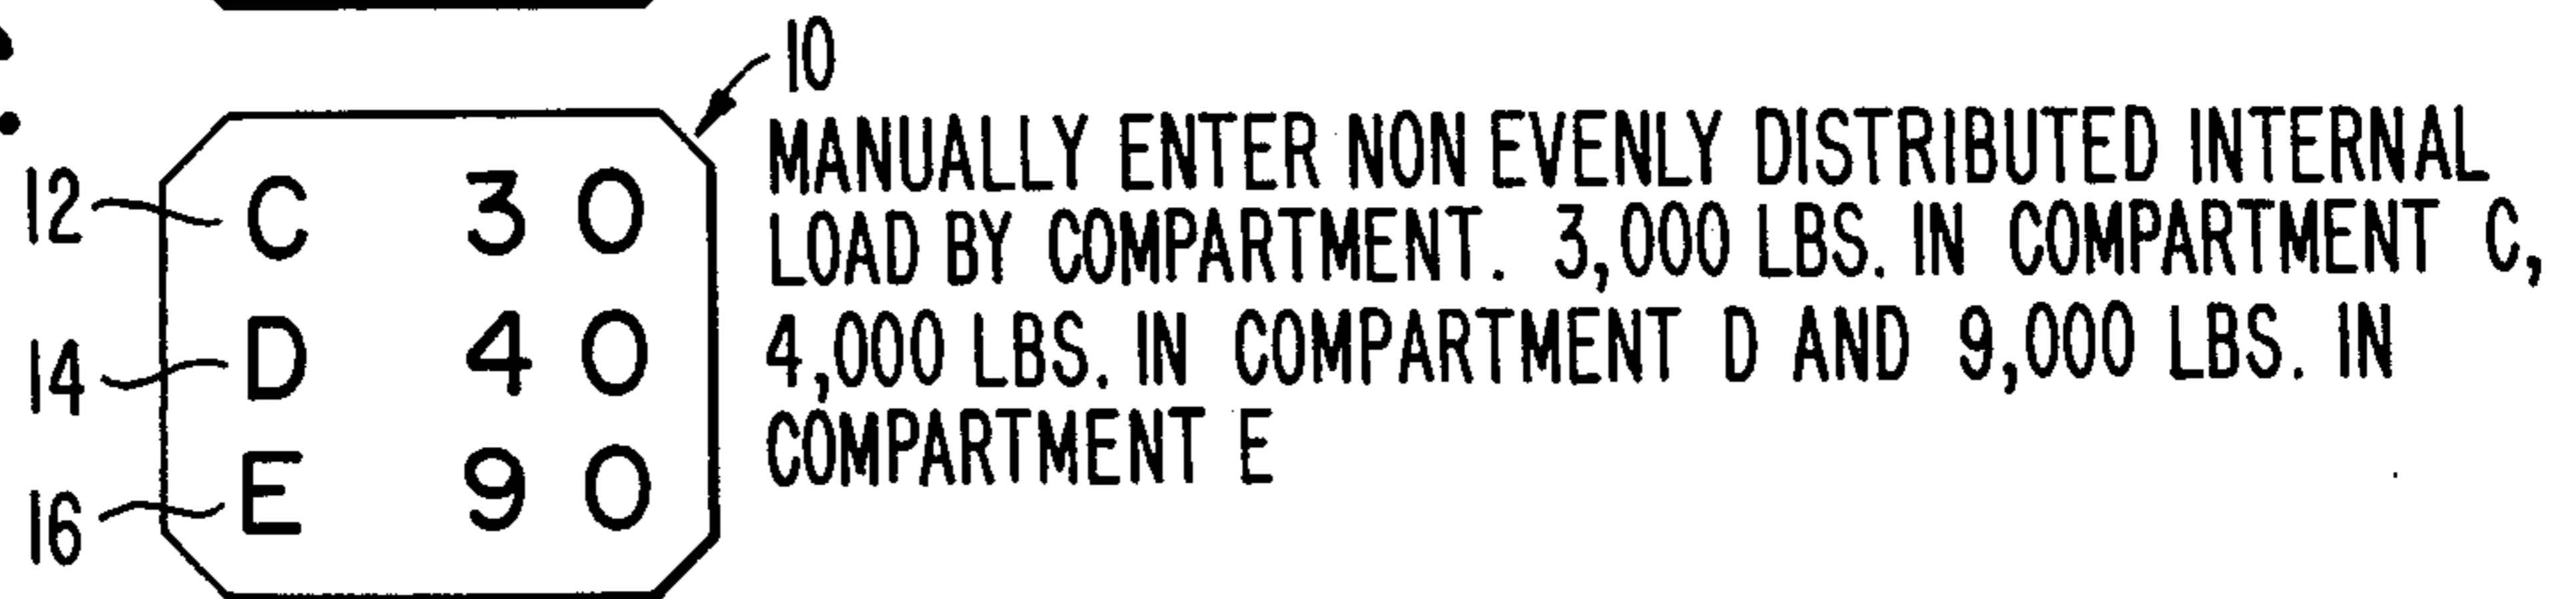 10
MANUALLY ENTER NON EVENLY DISTRIBUTED INTERNAL
LOAD BY COMPARTMENT. 3,000 LBS. IN COMPARTMENT C,
4,000 LBS. IN COMPARTMENT D AND 9,000 LBS. IN
COMPARTMENT E
12 C 30
14 D 40
16 E 90